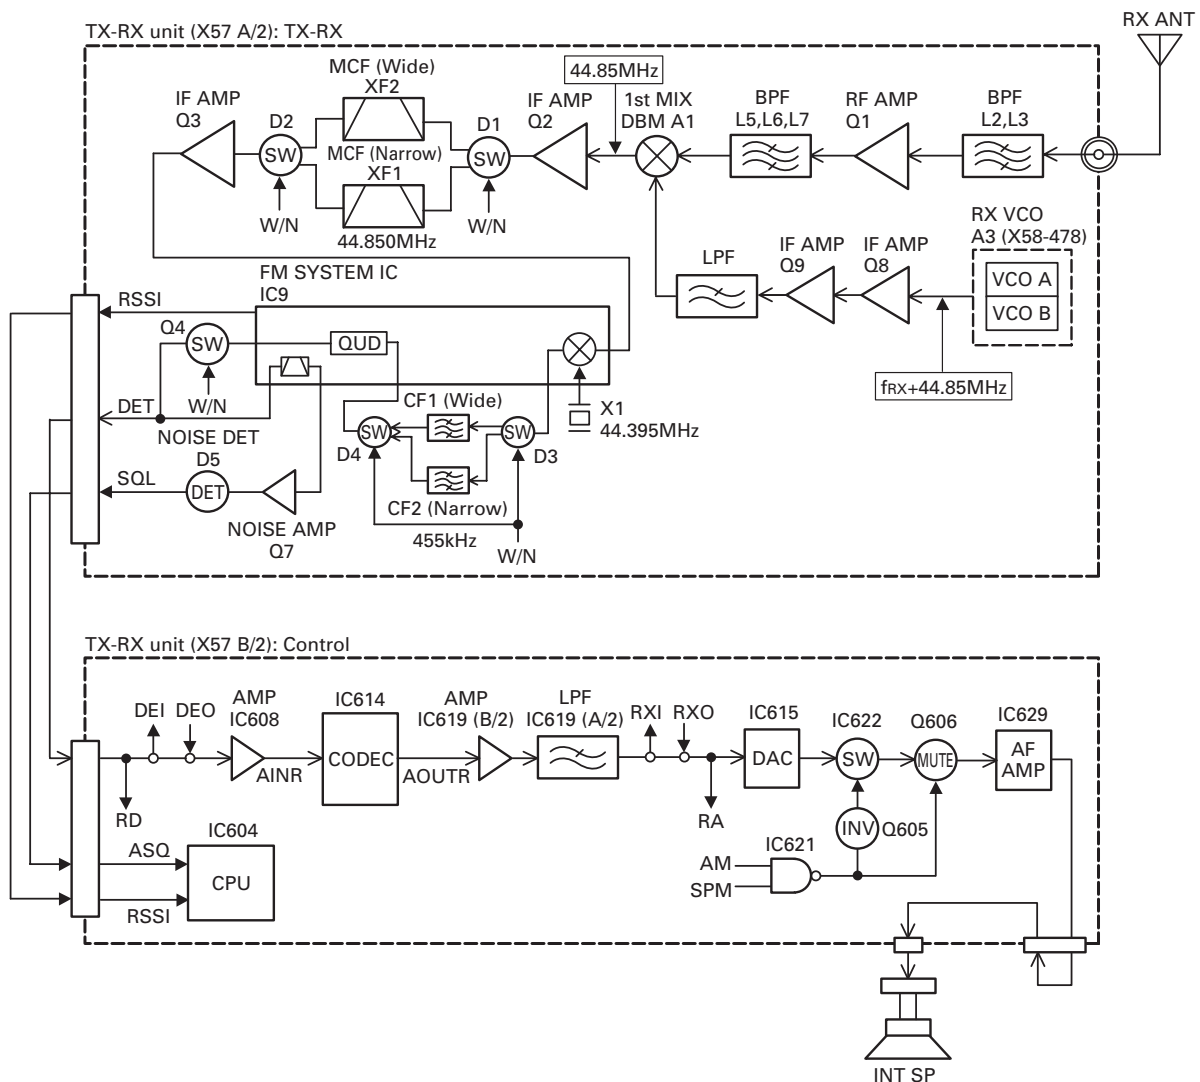 TX-RX unit (X57 A/2): TX-RX
RX ANT
MCF (Wide)
XF2
44.85MHz
IF AMP
Q3
D2
SW
W/N
MCF (Narrow)
XF1
44.850MHz
D1
SW
W/N
IF AMP
Q2
1st MIX
DBM A1
BPF
L5,L6,L7
RF AMP
Q1
BPF
L2,L3
RX VCO
A3 (X58-478)
VCO A
VCO B
LPF
IF AMP
Q9
IF AMP
Q8
fRX+44.85MHz
FM SYSTEM IC
IC9
RSSI
Q4
SW
W/N
QUD
DET
NOISE DET
D5
DET
SQL
NOISE AMP
Q7
CF1 (Wide)
SW
D4
SW
D3
CF2 (Narrow)
455kHz
W/N
X1
44.395MHz
TX-RX unit (X57 B/2): Control
DEI
DEO
RD
AMP
IC608
AINR
IC614
CODEC
AOUTR
AMP
IC619 (B/2)
LPF
IC619 (A/2)
RXI
RXO
RA
IC615
DAC
IC622
SW
Q606
MUTE
IC629
AF
AMP
INV
Q605
IC621
AM
SPM
IC604
ASQ
CPU
RSSI
INT SP